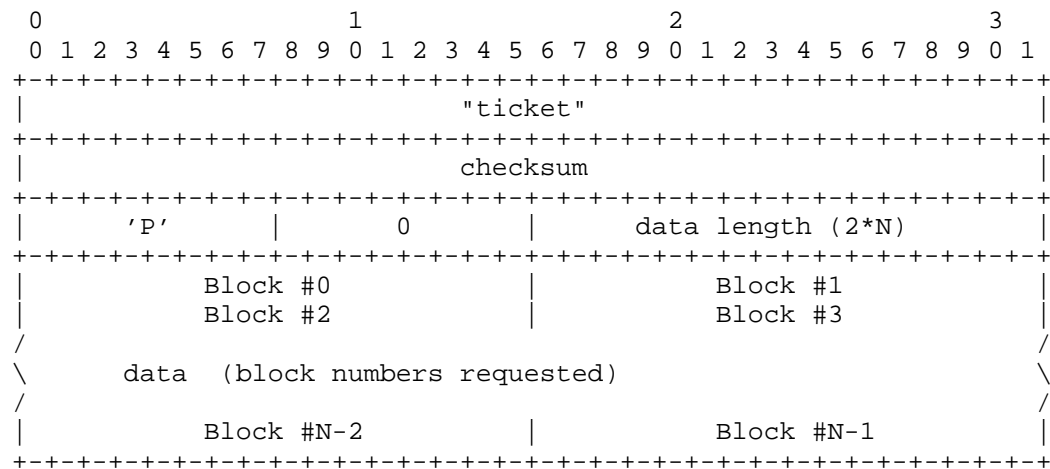 0                   1                   2                   3
 0 1 2 3 4 5 6 7 8 9 0 1 2 3 4 5 6 7 8 9 0 1 2 3 4 5 6 7 8 9 0 1
+-+-+-+-+-+-+-+-+-+-+-+-+-+-+-+-+-+-+-+-+-+-+-+-+-+-+-+-+-+-+-+-+
|                           "ticket"                            |
+-+-+-+-+-+-+-+-+-+-+-+-+-+-+-+-+-+-+-+-+-+-+-+-+-+-+-+-+-+-+-+-+
|                           checksum                            |
+-+-+-+-+-+-+-+-+-+-+-+-+-+-+-+-+-+-+-+-+-+-+-+-+-+-+-+-+-+-+-+-+
|      ’P’      |       0       |      data length (2*N)        |
+-+-+-+-+-+-+-+-+-+-+-+-+-+-+-+-+-+-+-+-+-+-+-+-+-+-+-+-+-+-+-+-+
|           Block #0            |           Block #1            |
|           Block #2            |           Block #3            |
/                                                               /
\      data  (block numbers requested)                          \
/                                                               /
|           Block #N-2          |           Block #N-1          |
+-+-+-+-+-+-+-+-+-+-+-+-+-+-+-+-+-+-+-+-+-+-+-+-+-+-+-+-+-+-+-+-+